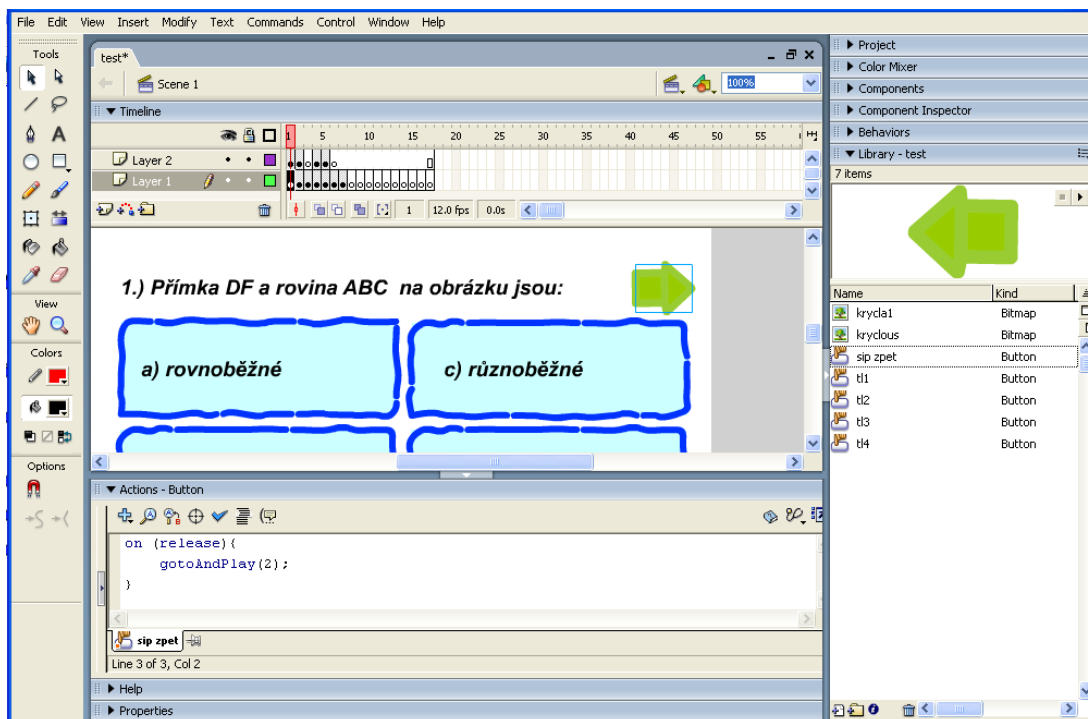 File Edit View Insert Modify Text Commands Control Window Help
Tools
View
Colors
Options
test*
Scene 1
100%
Timeline
1 5 10 15 20 25 30 35 40 45 50 55
Layer 2
Layer 1
1 12.0 fps 0.0s
1.) Přímka DF a rovina ABC na obrázku jsou:
a) rovnoběžné
c) různoběžné
Actions - Button
on (release){
gotoAndPlay(2);
}
sip zpet
Line 3 of 3, Col 2
Help
Properties
Project
Color Mixer
Components
Component Inspector
Behaviors
Library - test
7 items
Name Kind
krycla1 Bitmap
kryclous Bitmap
sip zpet Button
tl1 Button
tl2 Button
tl3 Button
tl4 Button